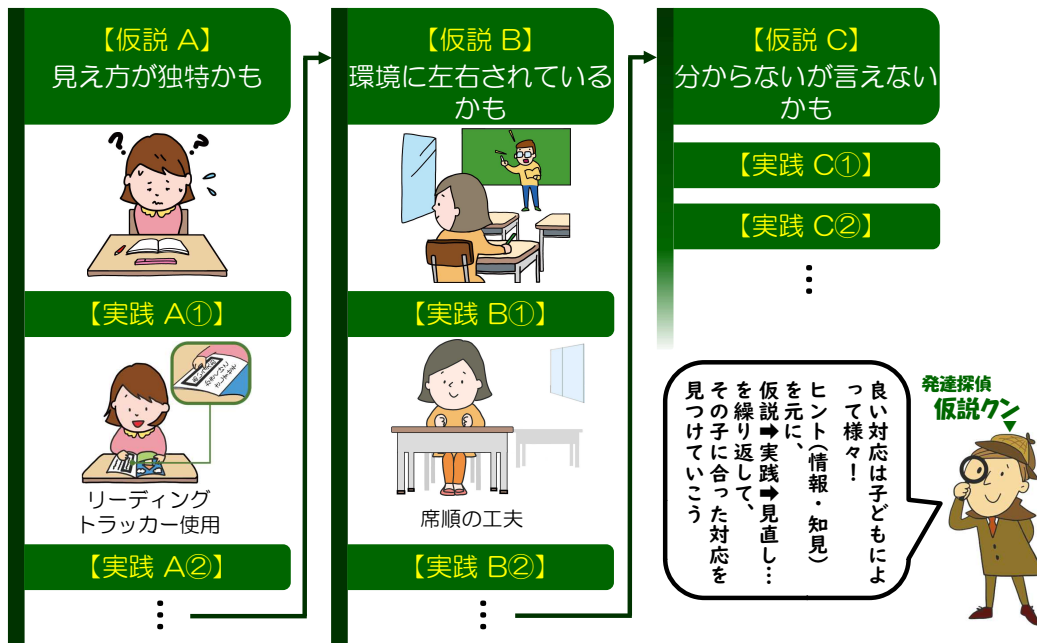 【仮説 A】
見え方が独特かも
【実践 A①】
リーディング
トラッカー使用
【実践 A②】
⋮
【仮説 B】
環境に左右されている
かも
【実践 B①】
席順の工夫
【実践 B②】
⋮
【仮説 C】
分からないが言えない
かも
【実践 C①】
【実践 C②】
⋮
良い対応は子どもによ
って様々！
ヒント(情報・知見)
を元に、
仮説➡実践➡見直し…
を繰り返して、
その子に合った対応を
見つけていこう
発達探偵
仮説クン